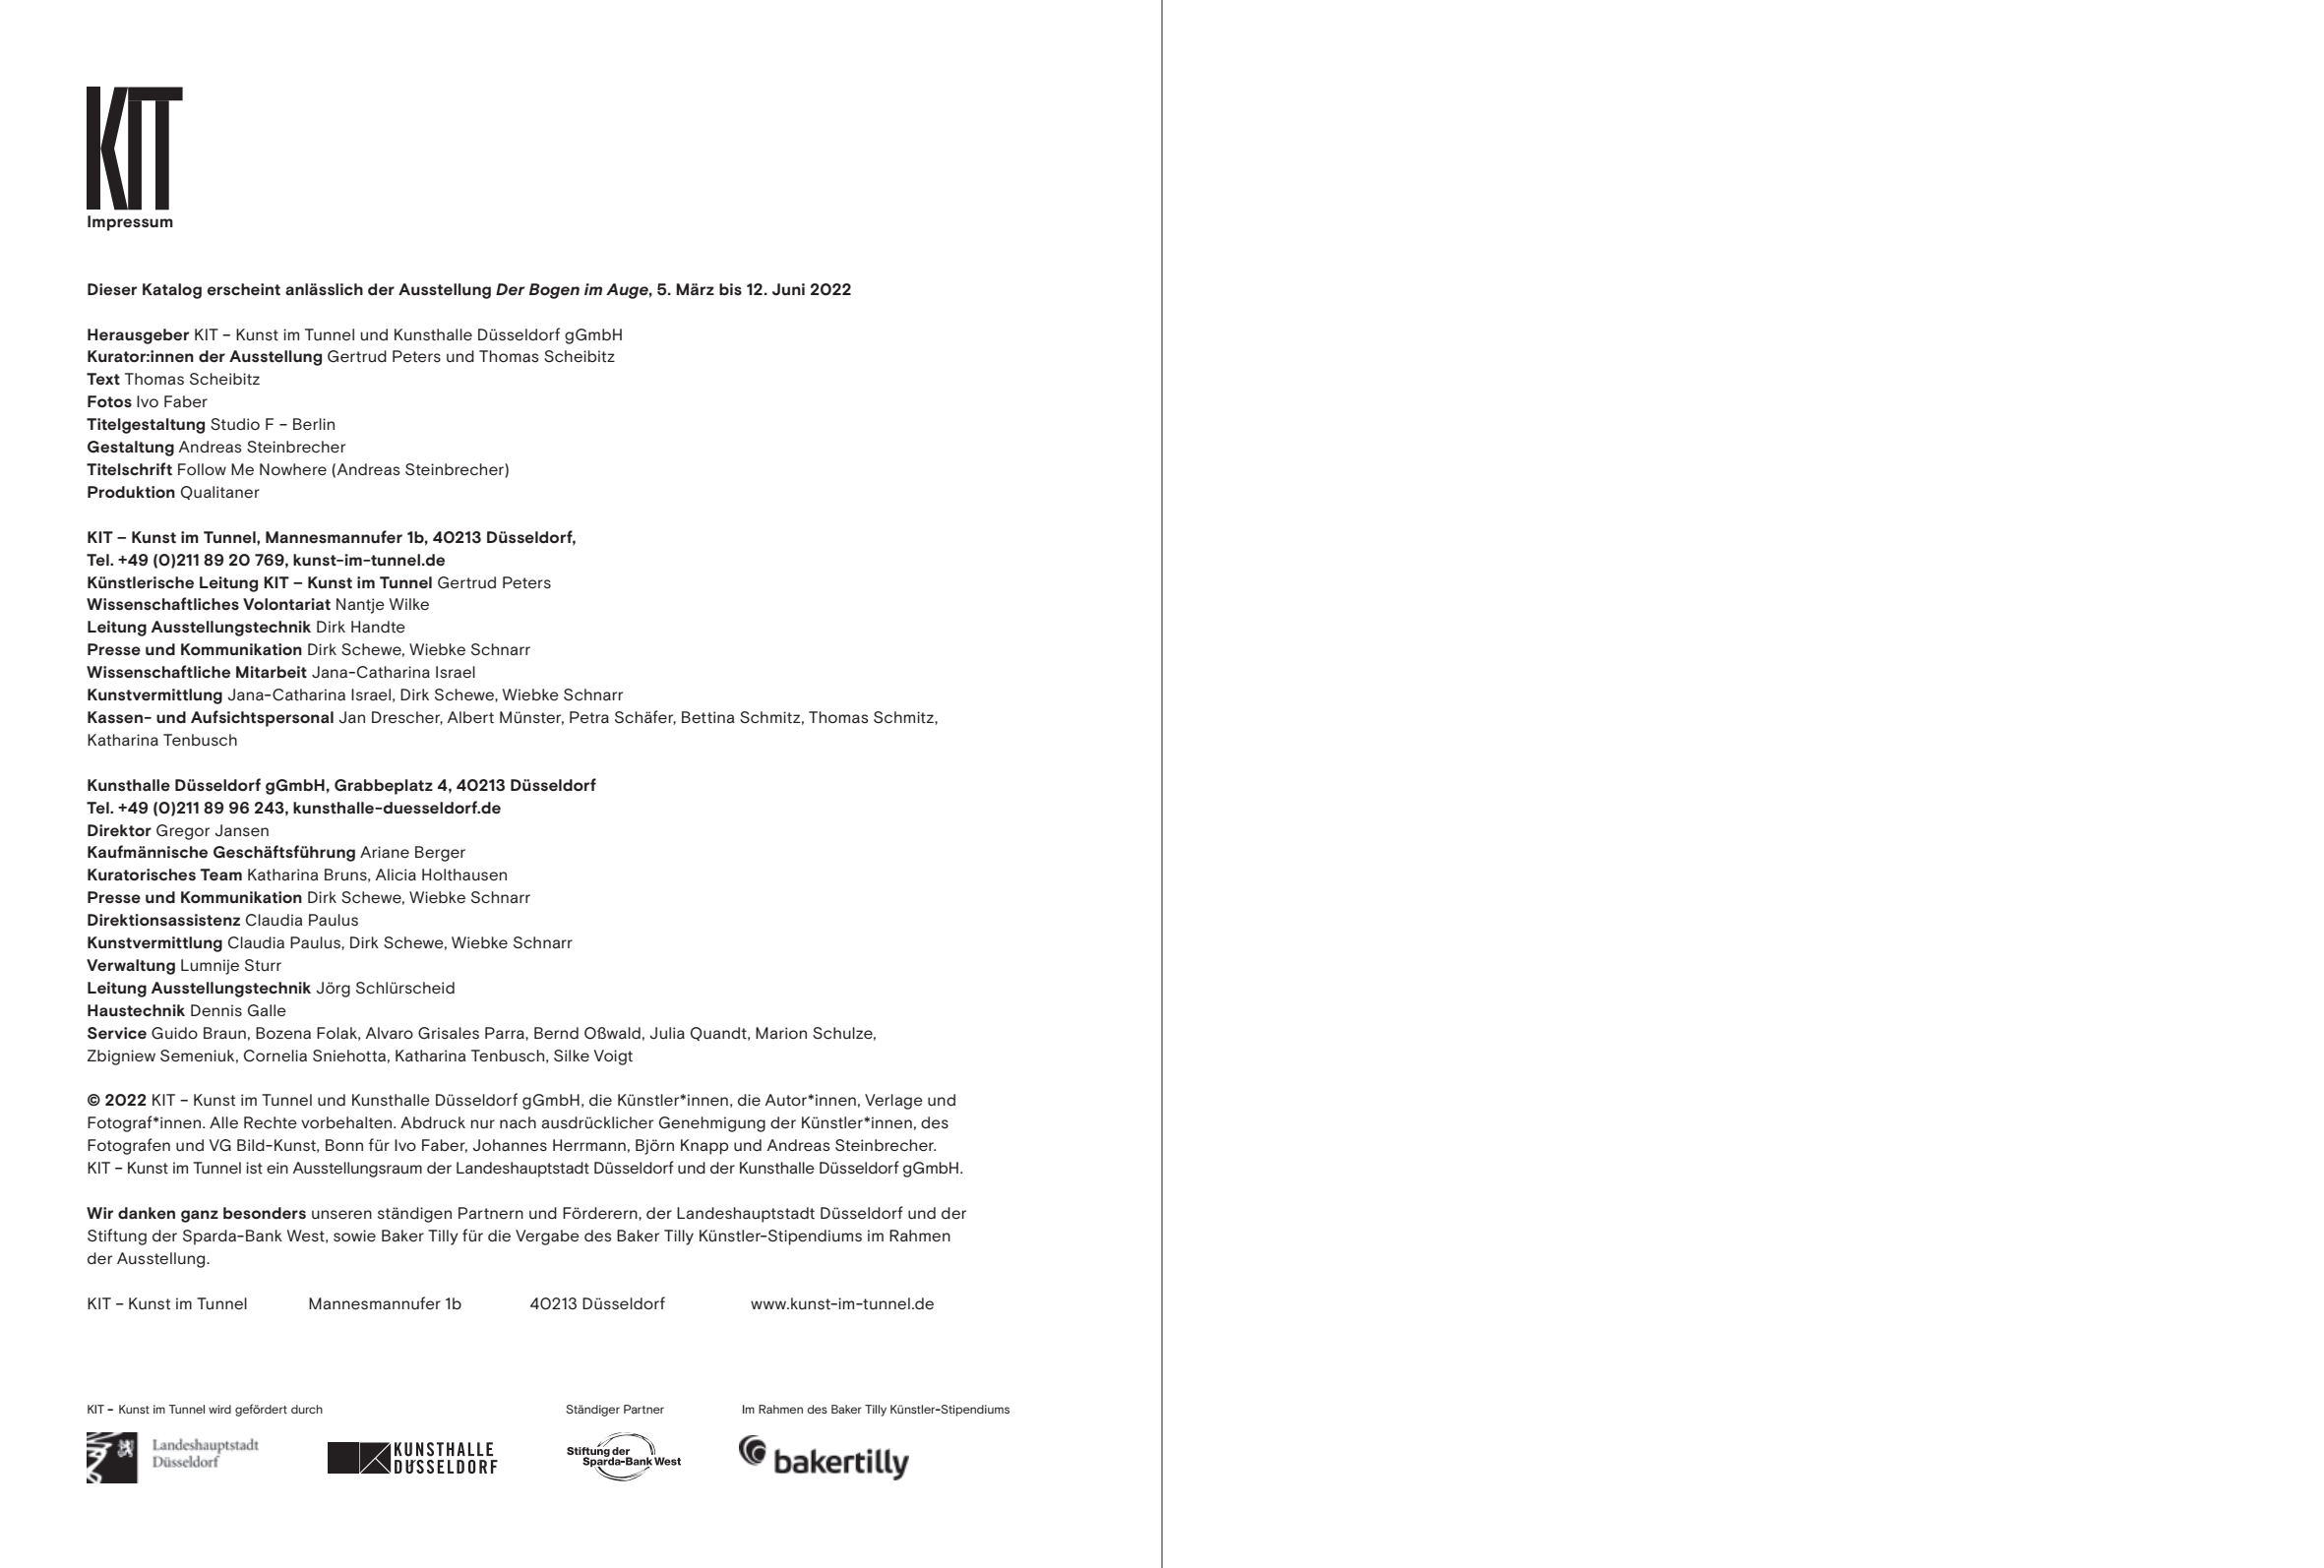 KIT
Impressum
Dieser Katalog erscheint anlässlich der Ausstellung Der Bogen im Auge, 5. März bis 12. Juni 2022
Herausgeber KIT – Kunst im Tunnel und Kunsthalle Düsseldorf gGmbH
Kurator:innen der Ausstellung Gertrud Peters und Thomas Scheibitz
Text Thomas Scheibitz
Fotos Ivo Faber
Titelgestaltung Studio F – Berlin
Gestaltung Andreas Steinbrecher
Titelschrift Follow Me Nowhere (Andreas Steinbrecher)
Produktion Qualitaner
KIT – Kunst im Tunnel, Mannesmannufer 1b, 40213 Düsseldorf,
Tel. +49 (0)211 89 20 769, kunst-im-tunnel.de
Künstlerische Leitung KIT – Kunst im Tunnel Gertrud Peters
Wissenschaftliches Volontariat Nantje Wilke
Leitung Ausstellungstechnik Dirk Handte
Presse und Kommunikation Dirk Schewe, Wiebke Schnarr
Wissenschaftliche Mitarbeit Jana-Catharina Israel
Kunstvermittlung Jana-Catharina Israel, Dirk Schewe, Wiebke Schnarr
Kassen- und Aufsichtspersonal Jan Drescher, Albert Münster, Petra Schäfer, Bettina Schmitz, Thomas Schmitz,
Katharina Tenbusch
Kunsthalle Düsseldorf gGmbH, Grabbeplatz 4, 40213 Düsseldorf
Tel. +49 (0)211 89 96 243, kunsthalle-duesseldorf.de
Direktor Gregor Jansen
Kaufmännische Geschäftsführung Ariane Berger
Kuratorisches Team Katharina Bruns, Alicia Holthausen
Presse und Kommunikation Dirk Schewe, Wiebke Schnarr
Direktionsassistenz Claudia Paulus
Kunstvermittlung Claudia Paulus, Dirk Schewe, Wiebke Schnarr
Verwaltung Lumnije Sturr
Leitung Ausstellungstechnik Jörg Schlürscheid
Haustechnik Dennis Galle
Service Guido Braun, Bozena Folak, Alvaro Grisales Parra, Bernd Oßwald, Julia Quandt, Marion Schulze,
Zbigniew Semeniuk, Cornelia Sniehotta, Katharina Tenbusch, Silke Voigt
© 2022 KIT – Kunst im Tunnel und Kunsthalle Düsseldorf gGmbH, die Künstler*innen, die Autor*innen, Verlage und
Fotograf*innen. Alle Rechte vorbehalten. Abdruck nur nach ausdrücklicher Genehmigung der Künstler*innen, des
Fotografen und VG Bild-Kunst, Bonn für Ivo Faber, Johannes Herrmann, Björn Knapp und Andreas Steinbrecher.
KIT – Kunst im Tunnel ist ein Ausstellungsraum der Landeshauptstadt Düsseldorf und der Kunsthalle Düsseldorf gGmbH.
Wir danken ganz besonders unseren ständigen Partnern und Förderern, der Landeshauptstadt Düsseldorf und der
Stiftung der Sparda-Bank West, sowie Baker Tilly für die Vergabe des Baker Tilly Künstler-Stipendiums im Rahmen
der Ausstellung.
KIT – Kunst im Tunnel Mannesmannufer 1b 40213 Düsseldorf www.kunst-im-tunnel.de
KIT – Kunst im Tunnel wird gefördert durch
Landeshauptstadt
Düsseldorf
KUNSTHALLE
DÜSSELDORF
Ständiger Partner
Stiftung der
Sparda-Bank West
Im Rahmen des Baker Tilly Künstler-Stipendiums
bakertilly